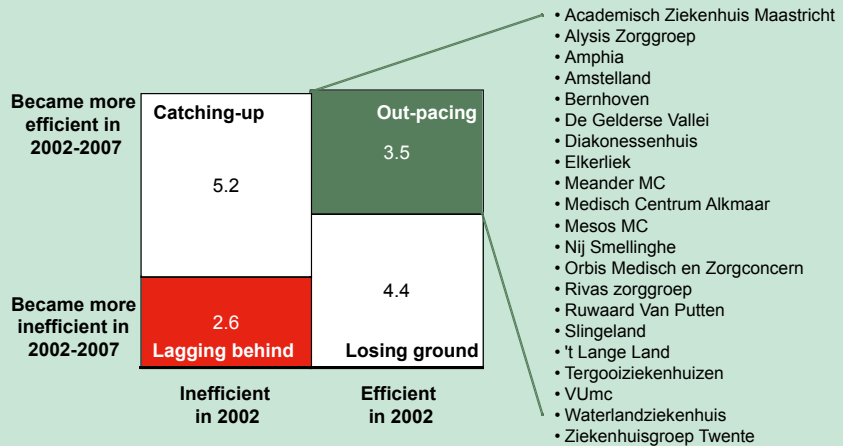 Became more
efficient in
2002-2007
Catching-up
5.2
Out-pacing
3.5
Became more
inefficient in
2002-2007
2.6
Lagging behind
4.4
Losing ground
Inefficient
in 2002
Efficient
in 2002
• Academisch Ziekenhuis Maastricht
• Alysis Zorggroep
• Amphia
• Amstelland
• Bernhoven
• De Gelderse Vallei
• Diakonessenhuis
• Elkerliek
• Meander MC
• Medisch Centrum Alkmaar
• Mesos MC
• Nij Smellinghe
• Orbis Medisch en Zorgconcern
• Rivas zorggroep
• Ruwaard Van Putten
• Slingeland
• 't Lange Land
• Tergooiziekenhuizen
• VUmc
• Waterlandziekenhuis
• Ziekenhuisgroep Twente